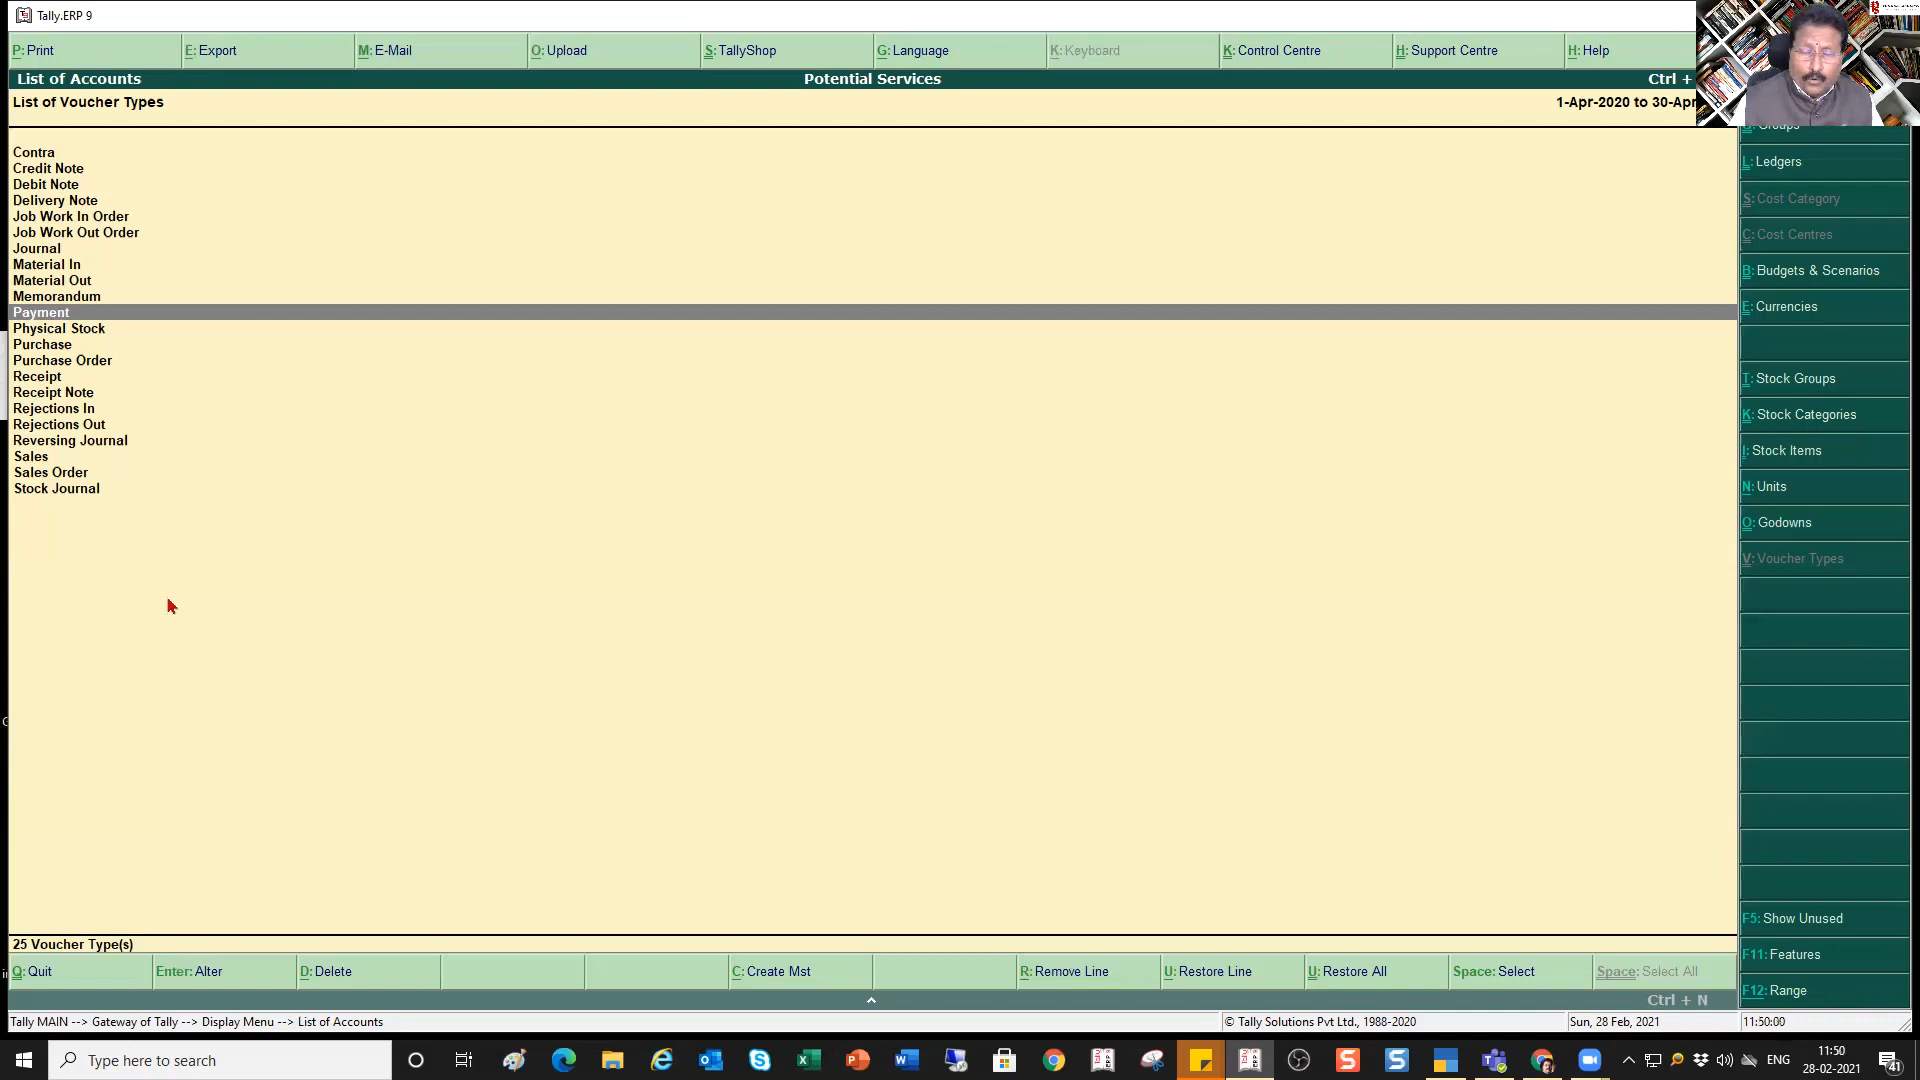 Tally.ERP 9
P: Print E: Export M: E-Mail O: Upload S: TallyShop G: Language K: Keyboard K: Control Centre H: Support Centre H: Help
List of Accounts Potential Services Ctrl +
List of Voucher Types 1-Apr-2020 to 30-Apr
Contra
Credit Note
Debit Note
Delivery Note
Job Work In Order
Job Work Out Order
Journal
Material In
Material Out
Memorandum
Payment
Physical Stock
Purchase
Purchase Order
Receipt
Receipt Note
Rejections In
Rejections Out
Reversing Journal
Sales
Sales Order
Stock Journal
Groups
L: Ledgers
S: Cost Category
C: Cost Centres
B: Budgets & Scenarios
E: Currencies
T: Stock Groups
K: Stock Categories
I: Stock Items
N: Units
O: Godowns
V: Voucher Types
F5: Show Unused
F11: Features
F12: Range
25 Voucher Type(s)
Q: Quit Enter: Alter D: Delete C: Create Mst R: Remove Line U: Restore Line U: Restore All Space: Select Space: Select All
Ctrl + N
Tally MAIN --> Gateway of Tally --> Display Menu --> List of Accounts © Tally Solutions Pvt Ltd., 1988-2020 Sun, 28 Feb, 2021 11:50:00
Type here to search ENG 11:50
28-02-2021 41